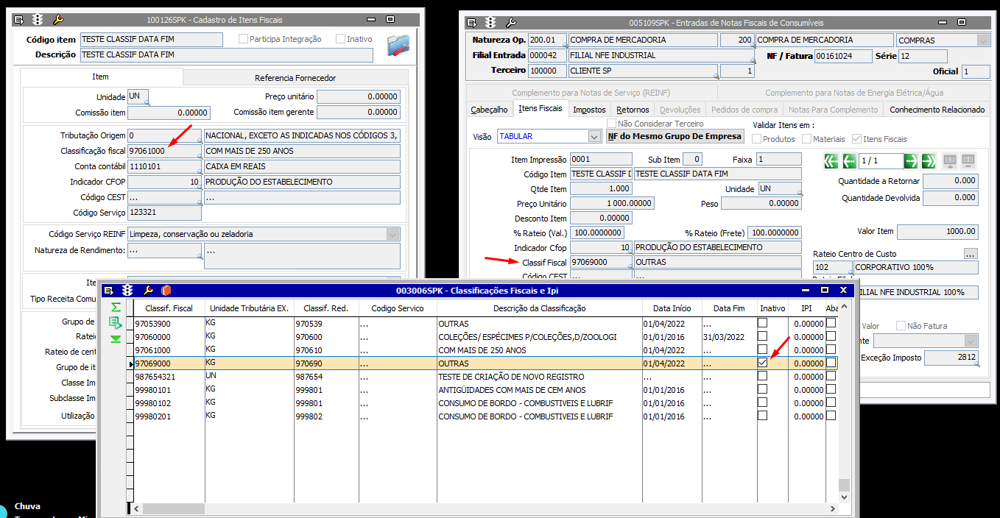 100126SPK - Cadastro de Itens Fiscais
Código item TESTE CLASSIF DATA FIM Participa Integração Inativo
Descrição TESTE CLASSIF DATA FIM
Item Referencia Fornecedor
Unidade UN Preço unitário 0.00000
Comissão item 0.00000 Comissão item gerente 0.00000
Tributação Origem 0 NACIONAL, EXCETO AS INDICADAS NOS CÓDIGOS 3,
Classificação fiscal 97061000 COM MAIS DE 250 ANOS
Conta contábil 1110101 CAIXA EM REAIS
Indicador CFOP 10 PRODUÇÃO DO ESTABELECIMENTO
Código CEST ... ...
Código Serviço 123321
Código Serviço REINF Limpeza, conservação ou zeladoria
Natureza de Rendimento: ... ...
Ite
Tipo Receita Comu
Grupo de
Ratei
Rateio de cent
Grupo de it
Classe Im
Subclasse Im
Utilização
005109SPK - Entradas de Notas Fiscais de Consumíveis
Natureza Op. 200.01 COMPRA DE MERCADORIA 200 COMPRA DE MERCADORIA COMPRAS
Filial Entrada 000042 FILIAL NFE INDUSTRIAL NF / Fatura 00161024 Série 12
Terceiro 100000 CLIENTE SP 1 Oficial 1
Complemento para Notas de Serviço (REINF) Complemento para Notas de Energia Elétrica/Água
Cabeçalho Itens Fiscais Impostos Retornos Devoluções Pedidos de compra Notas Para Complemento Conhecimento Relacionado
Não Considerar Terceiro Validar Itens em :
Visão TABULAR NF do Mesmo Grupo De Empresa Produtos Materiais Itens Fiscais
Item Impressão 0001 Sub Item 0 Faixa 1 1 / 1
Código Item TESTE CLASSIF D TESTE CLASSIF DATA FIM Quantidade a Retornar 0.000
Qtde Item 1.000 Unidade UN Quantidade Devolvida 0.000
Preço Unitário 1 000.00000 Peso 0.00000
Desconto Item 0.00000
% Rateio (Val.) 100.0000000 % Rateio (Frete) 100.0000000 Valor Item 1000.00
Indicador Cfop 10 PRODUÇÃO DO ESTABELECIMENTO Rateio Centro de Custo ...
Classif Fiscal 97069000 OUTRAS 102 CORPORATIVO 100%
Código CEST ... ...
ILIAL NFE INDUSTRIAL 100%
Valor Não Fatura
nte
Exceção Imposto 2812
003006SPK - Classificações Fiscais e Ipi
Classif. Fiscal Unidade Tributária EX. Classif. Red. Codigo Servico Descrição da Classificação Data Início Data Fim Inativo IPI Aba
97053900 KG 970539 ... OUTRAS 01/04/2022 ... 0.00000
97060000 KG 970600 ... COLEÇÕES/ ESPÉCIMES P/COLEÇÕES,D/ZOOLOGI 01/01/2016 31/03/2022 0.00000
97061000 KG 970610 ... COM MAIS DE 250 ANOS 01/04/2022 ... 0.00000
97069000 KG 970690 ... OUTRAS 01/04/2022 ... 0.00000
987654321 UN 987654 ... TESTE DE CRIAÇÃO DE NOVO REGISTRO ... ... 0.00000
99980101 KG 999801 ... ANTIGÜIDADES COM MAIS DE CEM ANOS 01/01/2016 ... 0.00000
99980102 KG 999801 ... CONSUMO DE BORDO - COMBUSTIVEIS E LUBRIF 01/01/2016 ... 0.00000
99980201 KG 999802 ... CONSUMO DE BORDO - COMBUSTIVEIS E LUBRIF 01/01/2016 ... 0.00000
Chuva